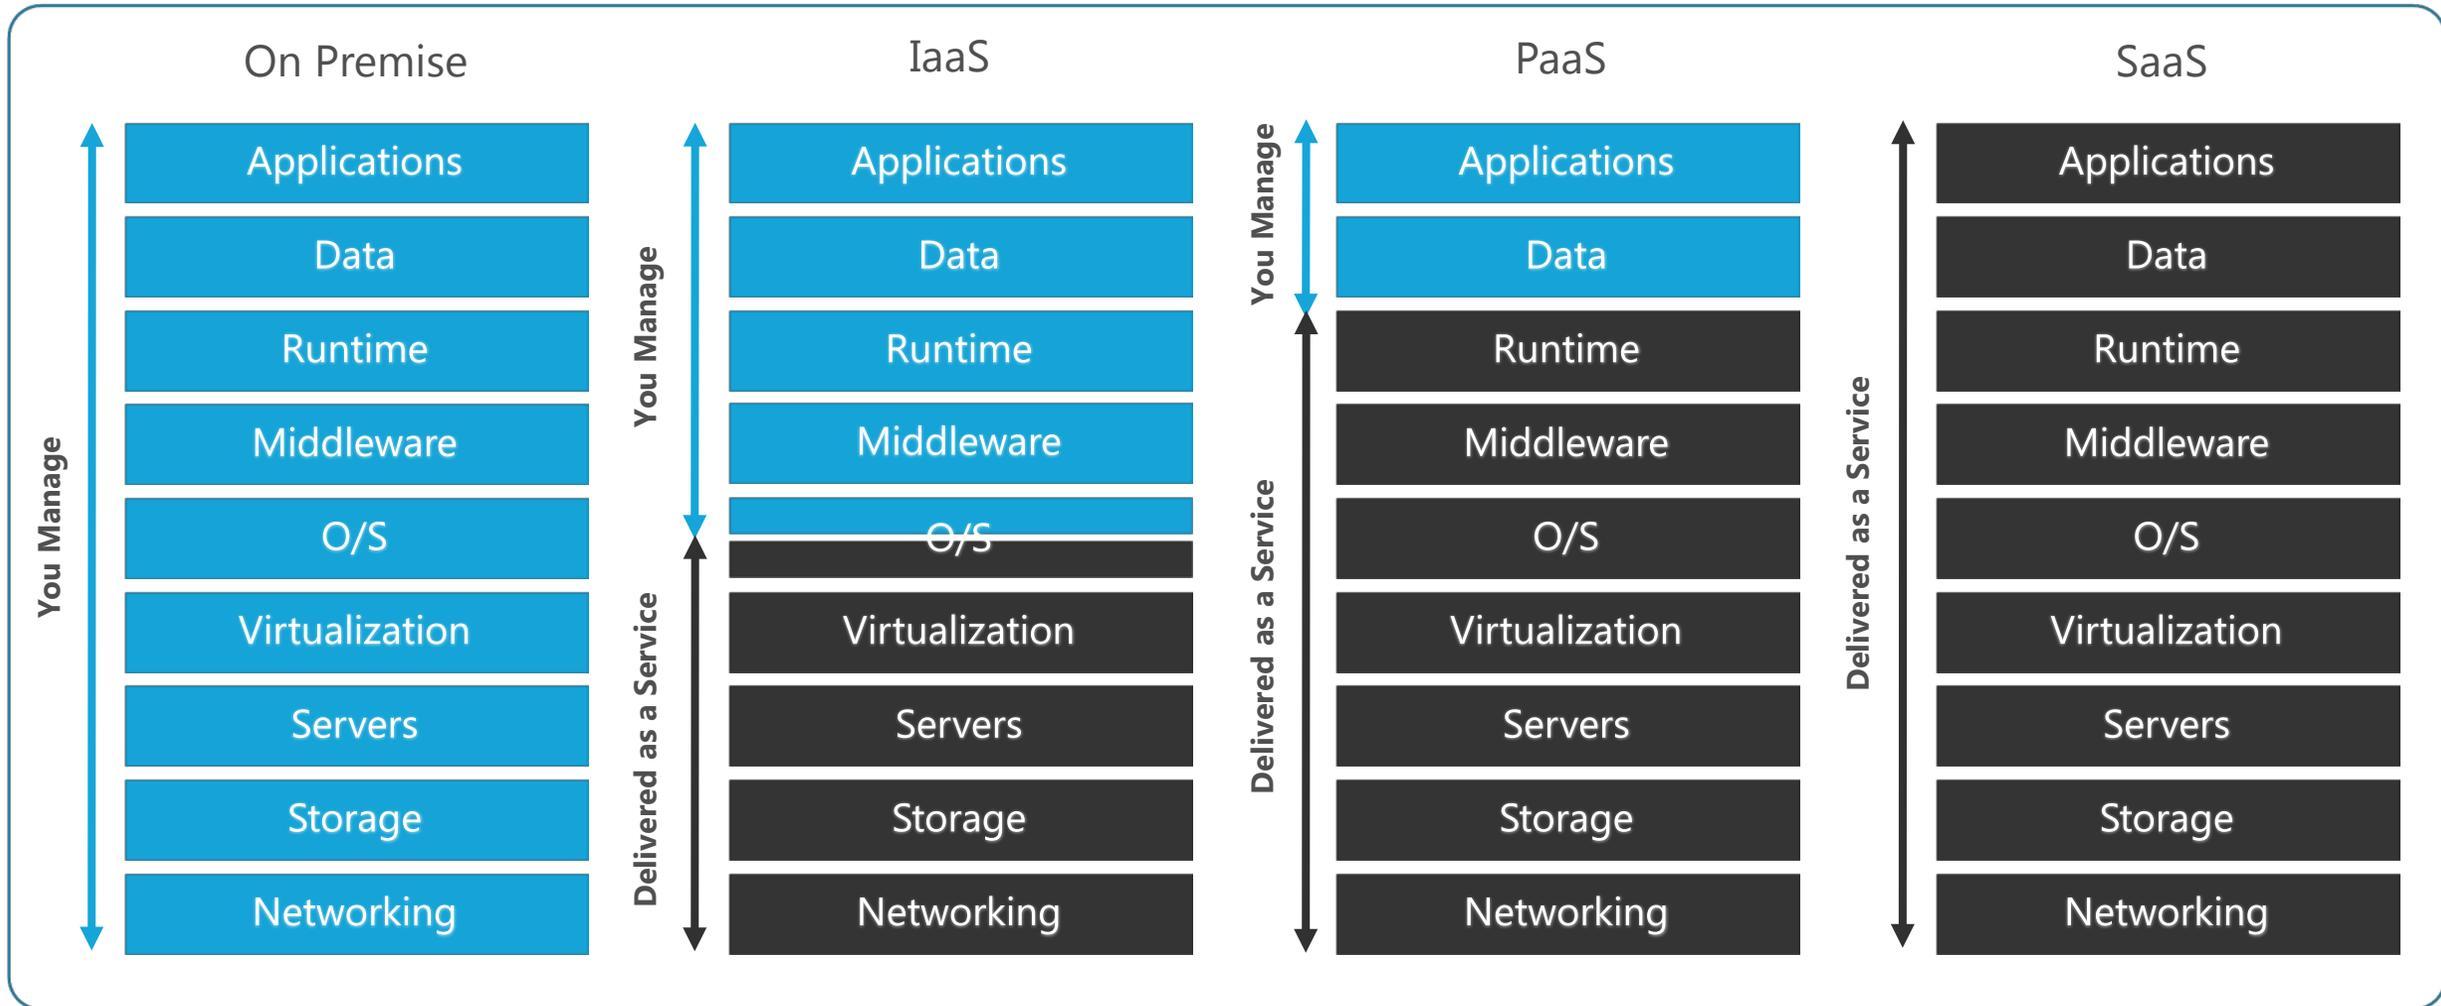 On Premise
You Manage
Applications
Data
Runtime
Middleware
O/S
Virtualization
Servers
Storage
Networking
IaaS
You Manage
Delivered as a Service
Applications
Data
Runtime
Middleware
O/S
Virtualization
Servers
Storage
Networking
PaaS
You Manage
Delivered as a Service
Applications
Data
Runtime
Middleware
O/S
Virtualization
Servers
Storage
Networking
SaaS
Delivered as a Service
Applications
Data
Runtime
Middleware
O/S
Virtualization
Servers
Storage
Networking